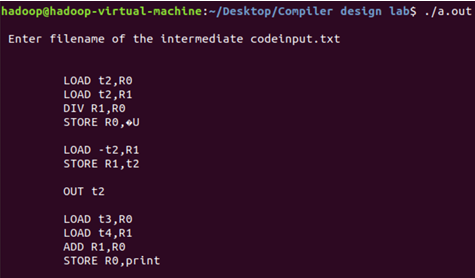 hadoop@hadoop-virtual-machine:~/Desktop/Compiler design lab$ ./a.out
Enter filename of the intermediate codeinput.txt
LOAD t2,R0
LOAD t2,R1
DIV R1,R0
STORE R0,�U
LOAD -t2,R1
STORE R1,t2
OUT t2
LOAD t3,R0
LOAD t4,R1
ADD R1,R0
STORE R0,print